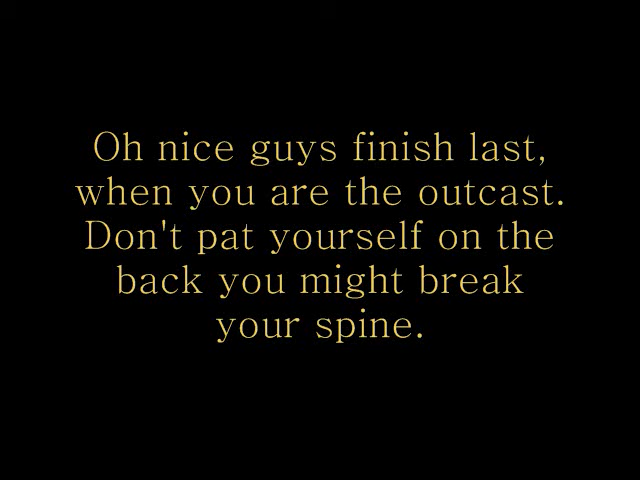 Oh nice guys finish last,
when you are the outcast.
Don't pat yourself on the
back you might break
your spine.